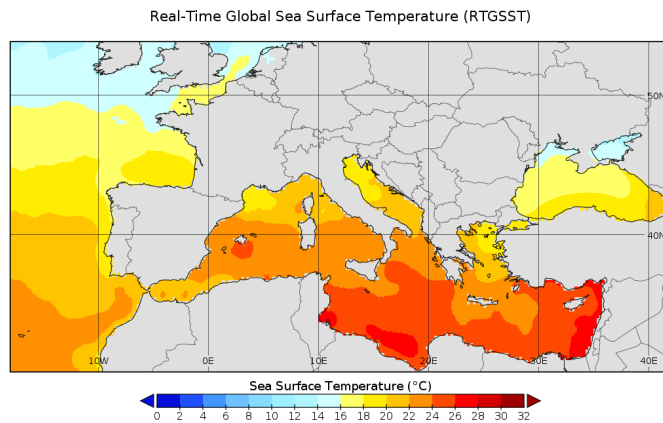 Real-Time Global Sea Surface Temperature (RTGSST)
50N
40N
10W 0E 10E 20E 30E 40E
Sea Surface Temperature (°C)
0 2 4 6 8 10 12 14 16 18 20 22 24 26 28 30 32